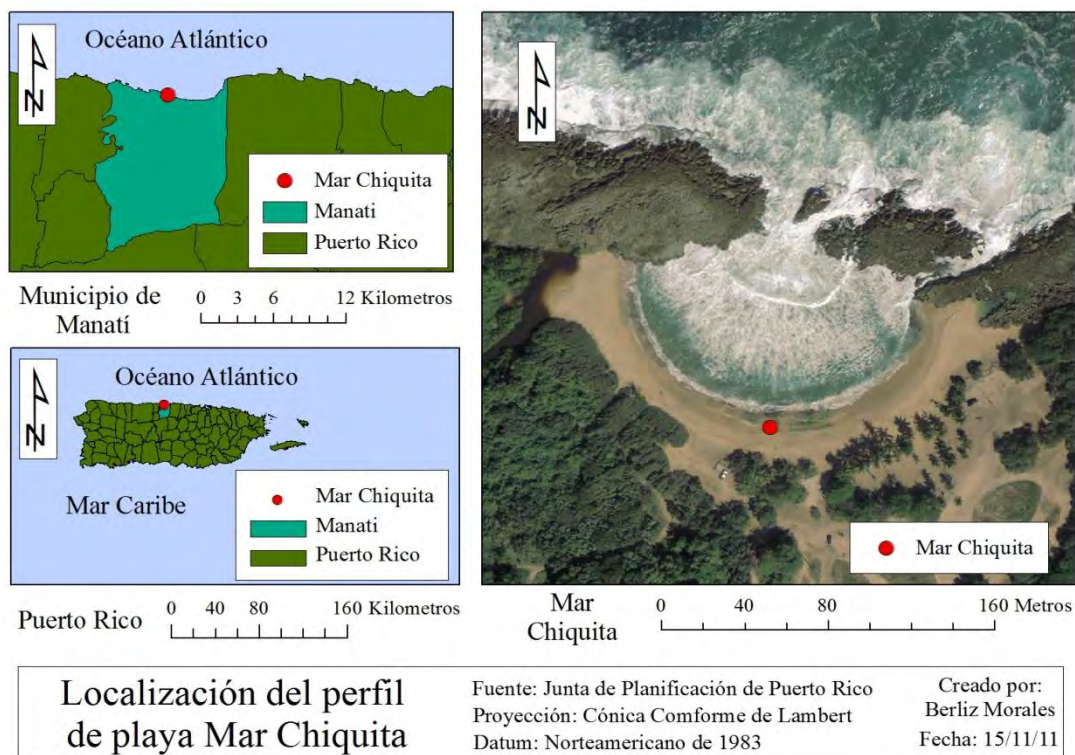 Océano Atlántico
N
Mar Chiquita
Manati
Puerto Rico
Municipio de
Manatí
0 3 6 12 Kilometros
Océano Atlántico
N
Mar Caribe
Mar Chiquita
Manati
Puerto Rico
Puerto Rico
0 40 80 160 Kilometros
N
Mar Chiquita
Mar
Chiquita
0 40 80 160 Metros
Localización del perfil
de playa Mar Chiquita
Fuente: Junta de Planificación de Puerto Rico
Proyección: Cónica Comforme de Lambert
Datum: Norteamericano de 1983
Creado por:
Berliz Morales
Fecha: 15/11/11